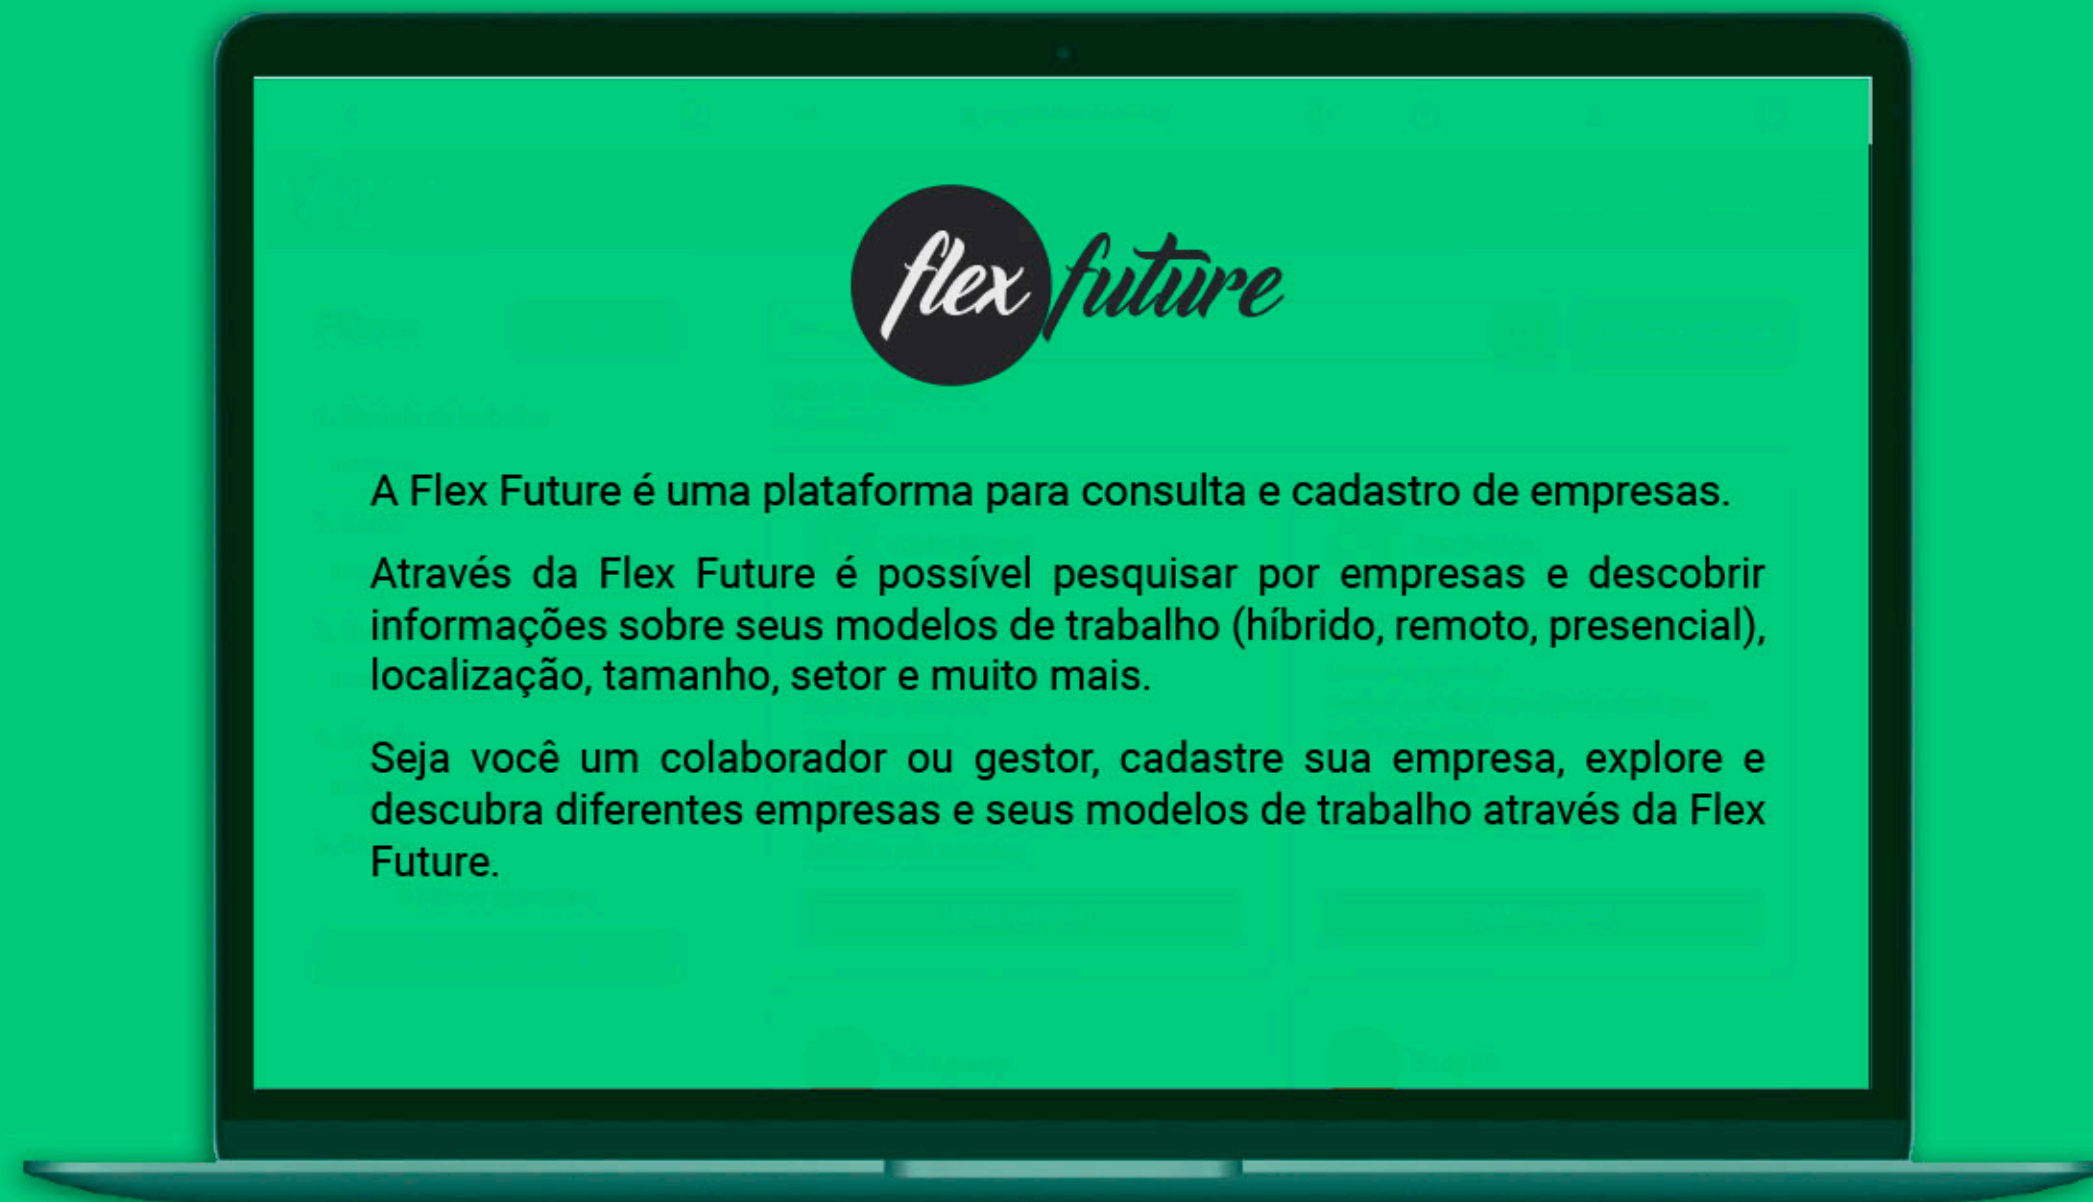 flex future
A Flex Future é uma plataforma para consulta e cadastro de empresas.
Através da Flex Future é possível pesquisar por empresas e descobrir
informações sobre seus modelos de trabalho (híbrido, remoto, presencial),
localização, tamanho, setor e muito mais.
Seja você um colaborador ou gestor, cadastre sua empresa, explore e
descubra diferentes empresas e seus modelos de trabalho através da Flex
Future.